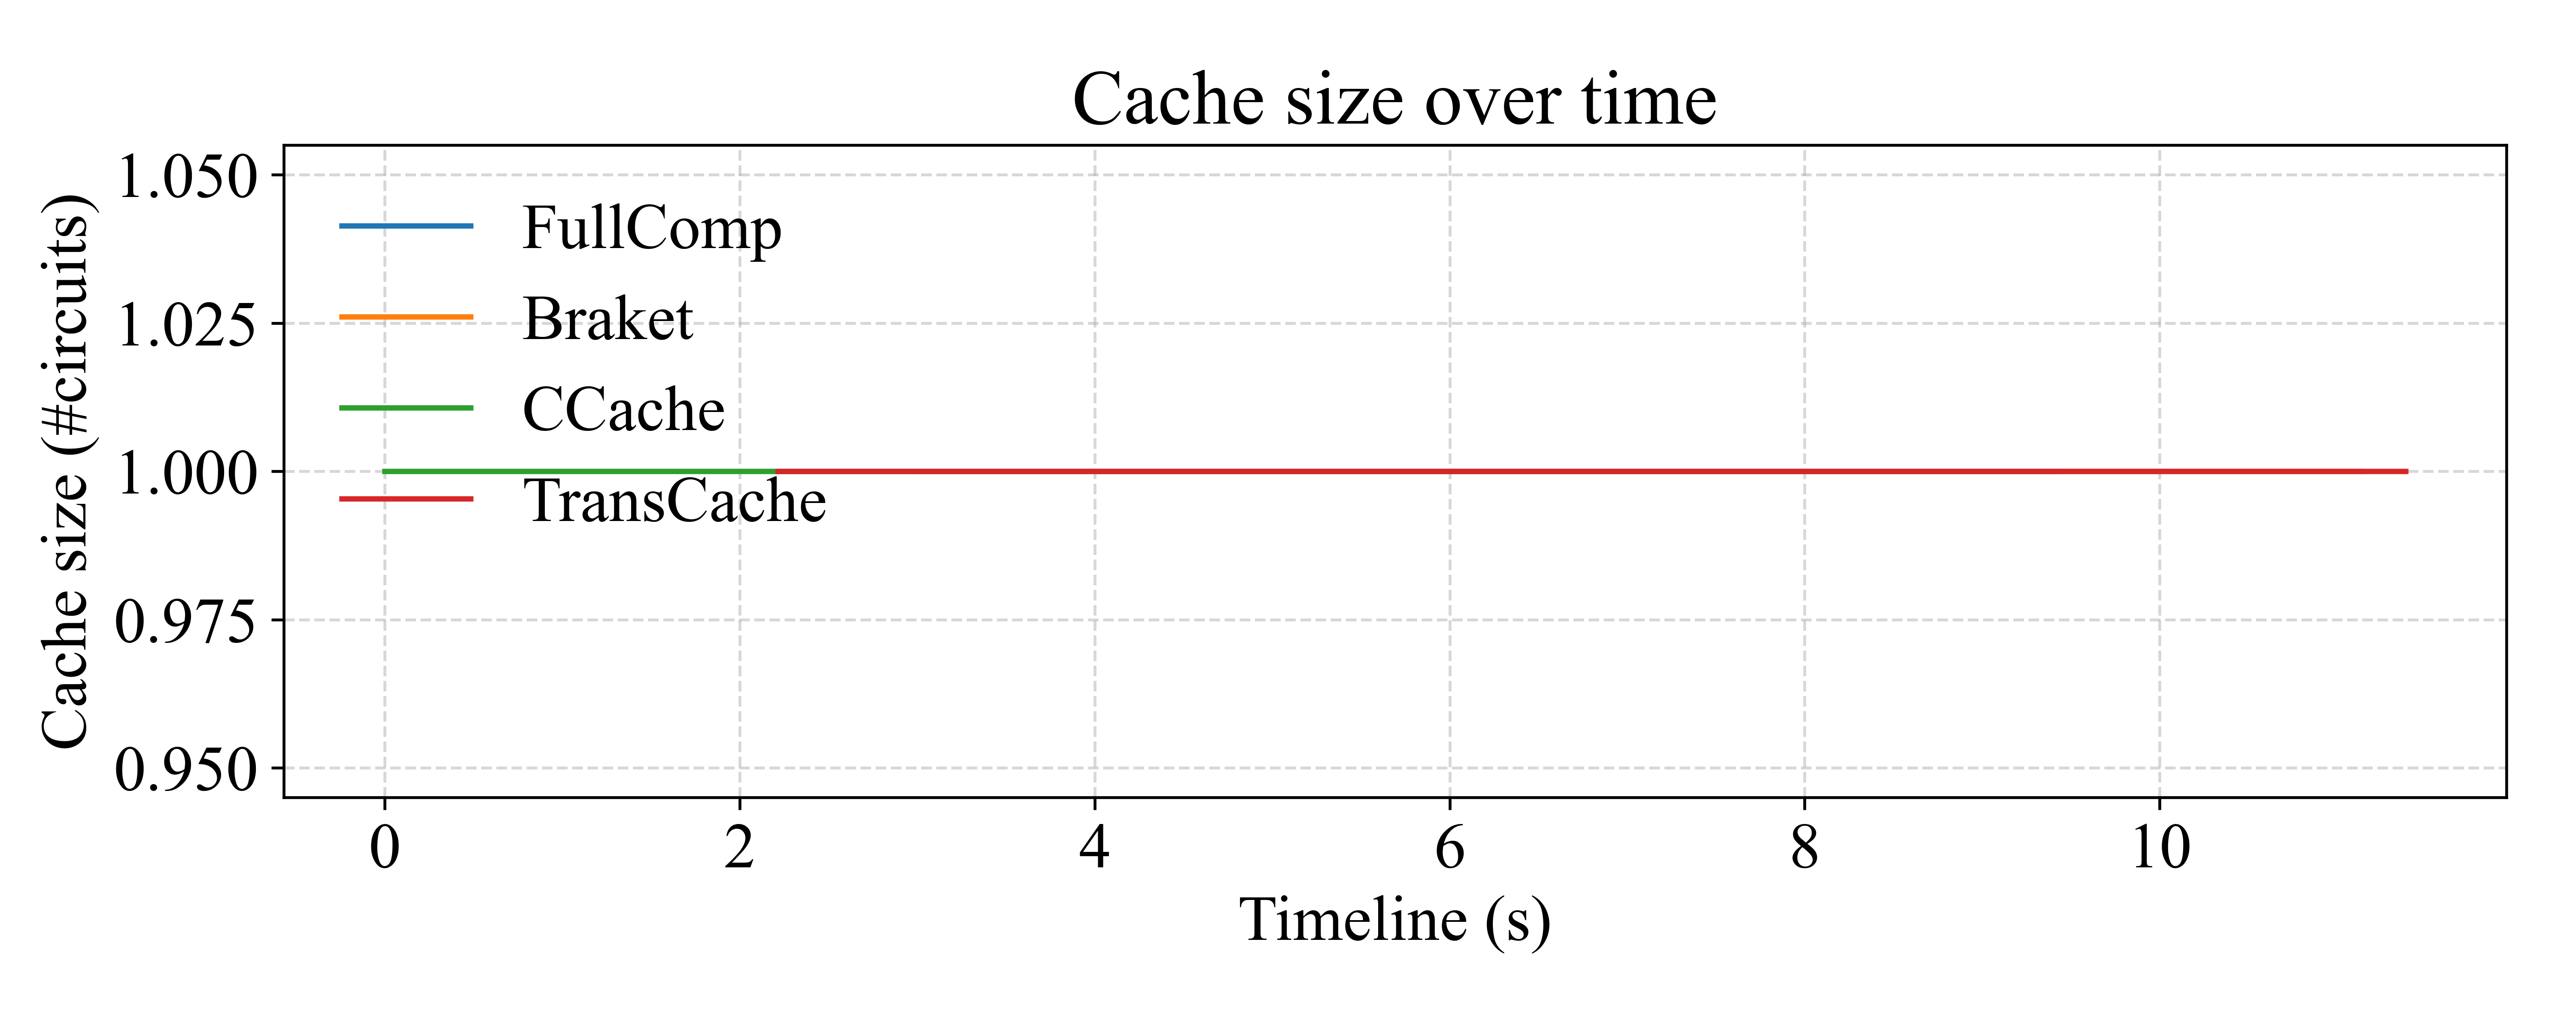 Cache size over time
Cache size (#circuits)
1.050
1.025
1.000
0.975
0.950
FullComp
Braket
CCache
TransCache
0 2 4 6 8 10
Timeline (s)